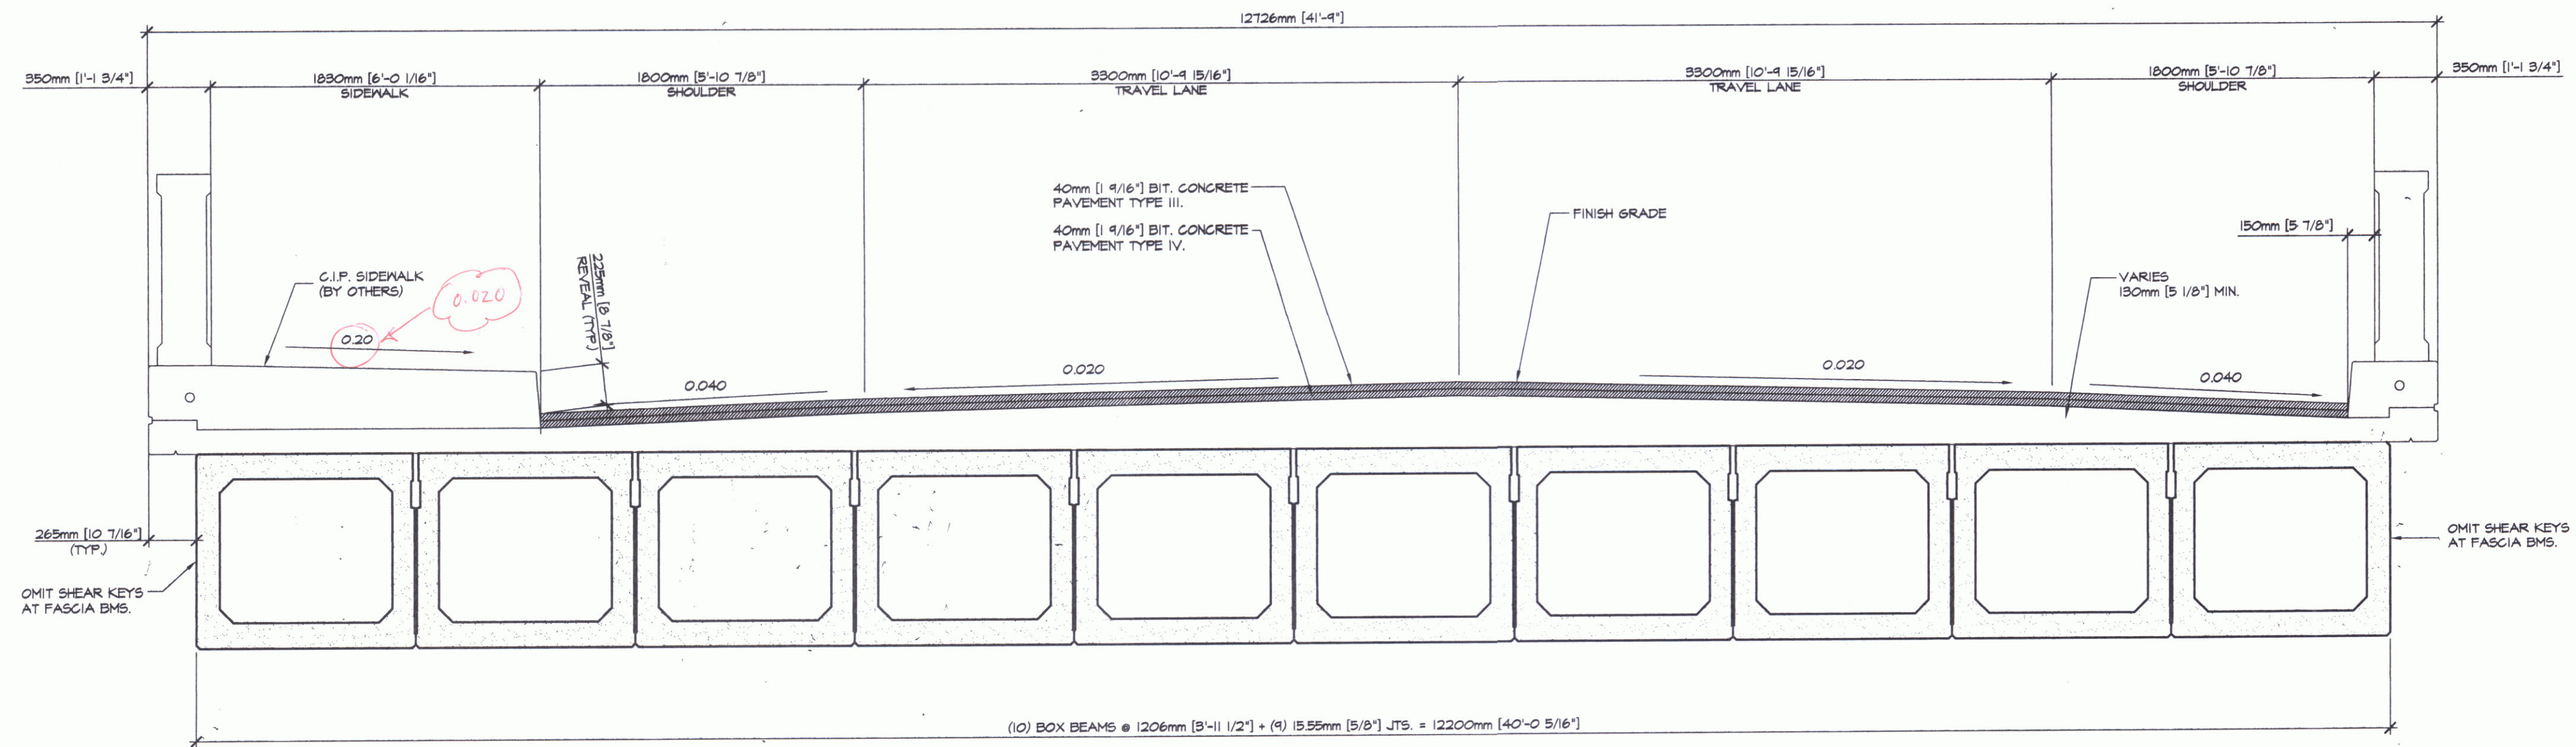 12726mm [41'-9"]
350mm [1'-1 3/4"]
1830mm [6'-0 1/16"]
SIDEWALK
1800mm [5'-10 7/8"]
SHOULDER
3300mm [10'-9 15/16"]
TRAVEL LANE
3300mm [10'-9 15/16"]
TRAVEL LANE
1800mm [5'-10 7/8"]
SHOULDER
350mm [1'-1 3/4"]
40mm [1 9/16"] BIT. CONCRETE
PAVEMENT TYPE III.
40mm [1 9/16"] BIT. CONCRETE
PAVEMENT TYPE IV.
FINISH GRADE
150mm [5 7/8"]
C.I.P. SIDEWALK
(BY OTHERS)
0.020
225mm [8 7/8"]
REVEAL (TYP.)
VARIES
130mm [5 1/8"] MIN.
0.20
0.040
0.020
0.020
0.040
265mm [10 7/16"]
(TYP.)
OMIT SHEAR KEYS
AT FASCIA BMS.
OMIT SHEAR KEYS
AT FASCIA BMS.
(10) BOX BEAMS @ 1206mm [3'-11 1/2"] + (9) 15.55mm [5/8"] JTS. = 12200mm [40'-0 5/16"]